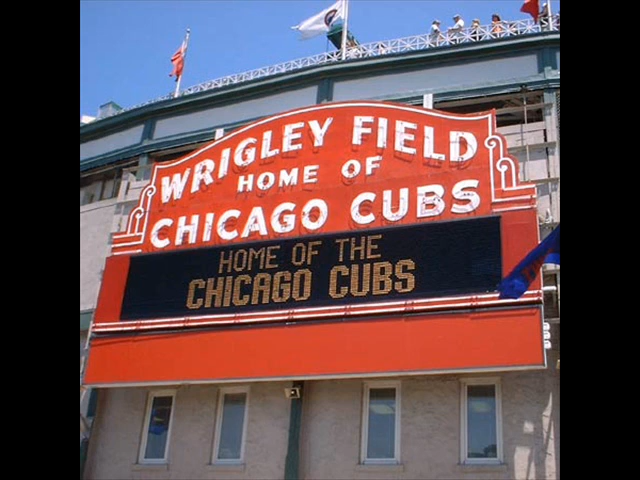 WRIGLEY FIELD
HOME OF
CHICAGO CUBS
HOME OF THE
CHICAGO CUBS